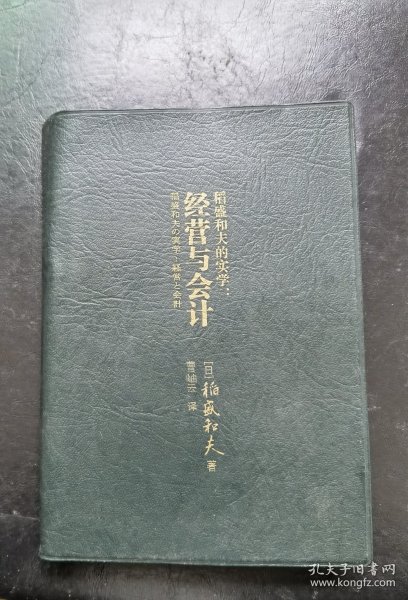 稻盛和夫的实学：
经营与会计
稲盛和夫の実学－経営と会計
[日]稻盛和夫 著
曹岫云 译
孔夫子旧书网
www.kongfz.com